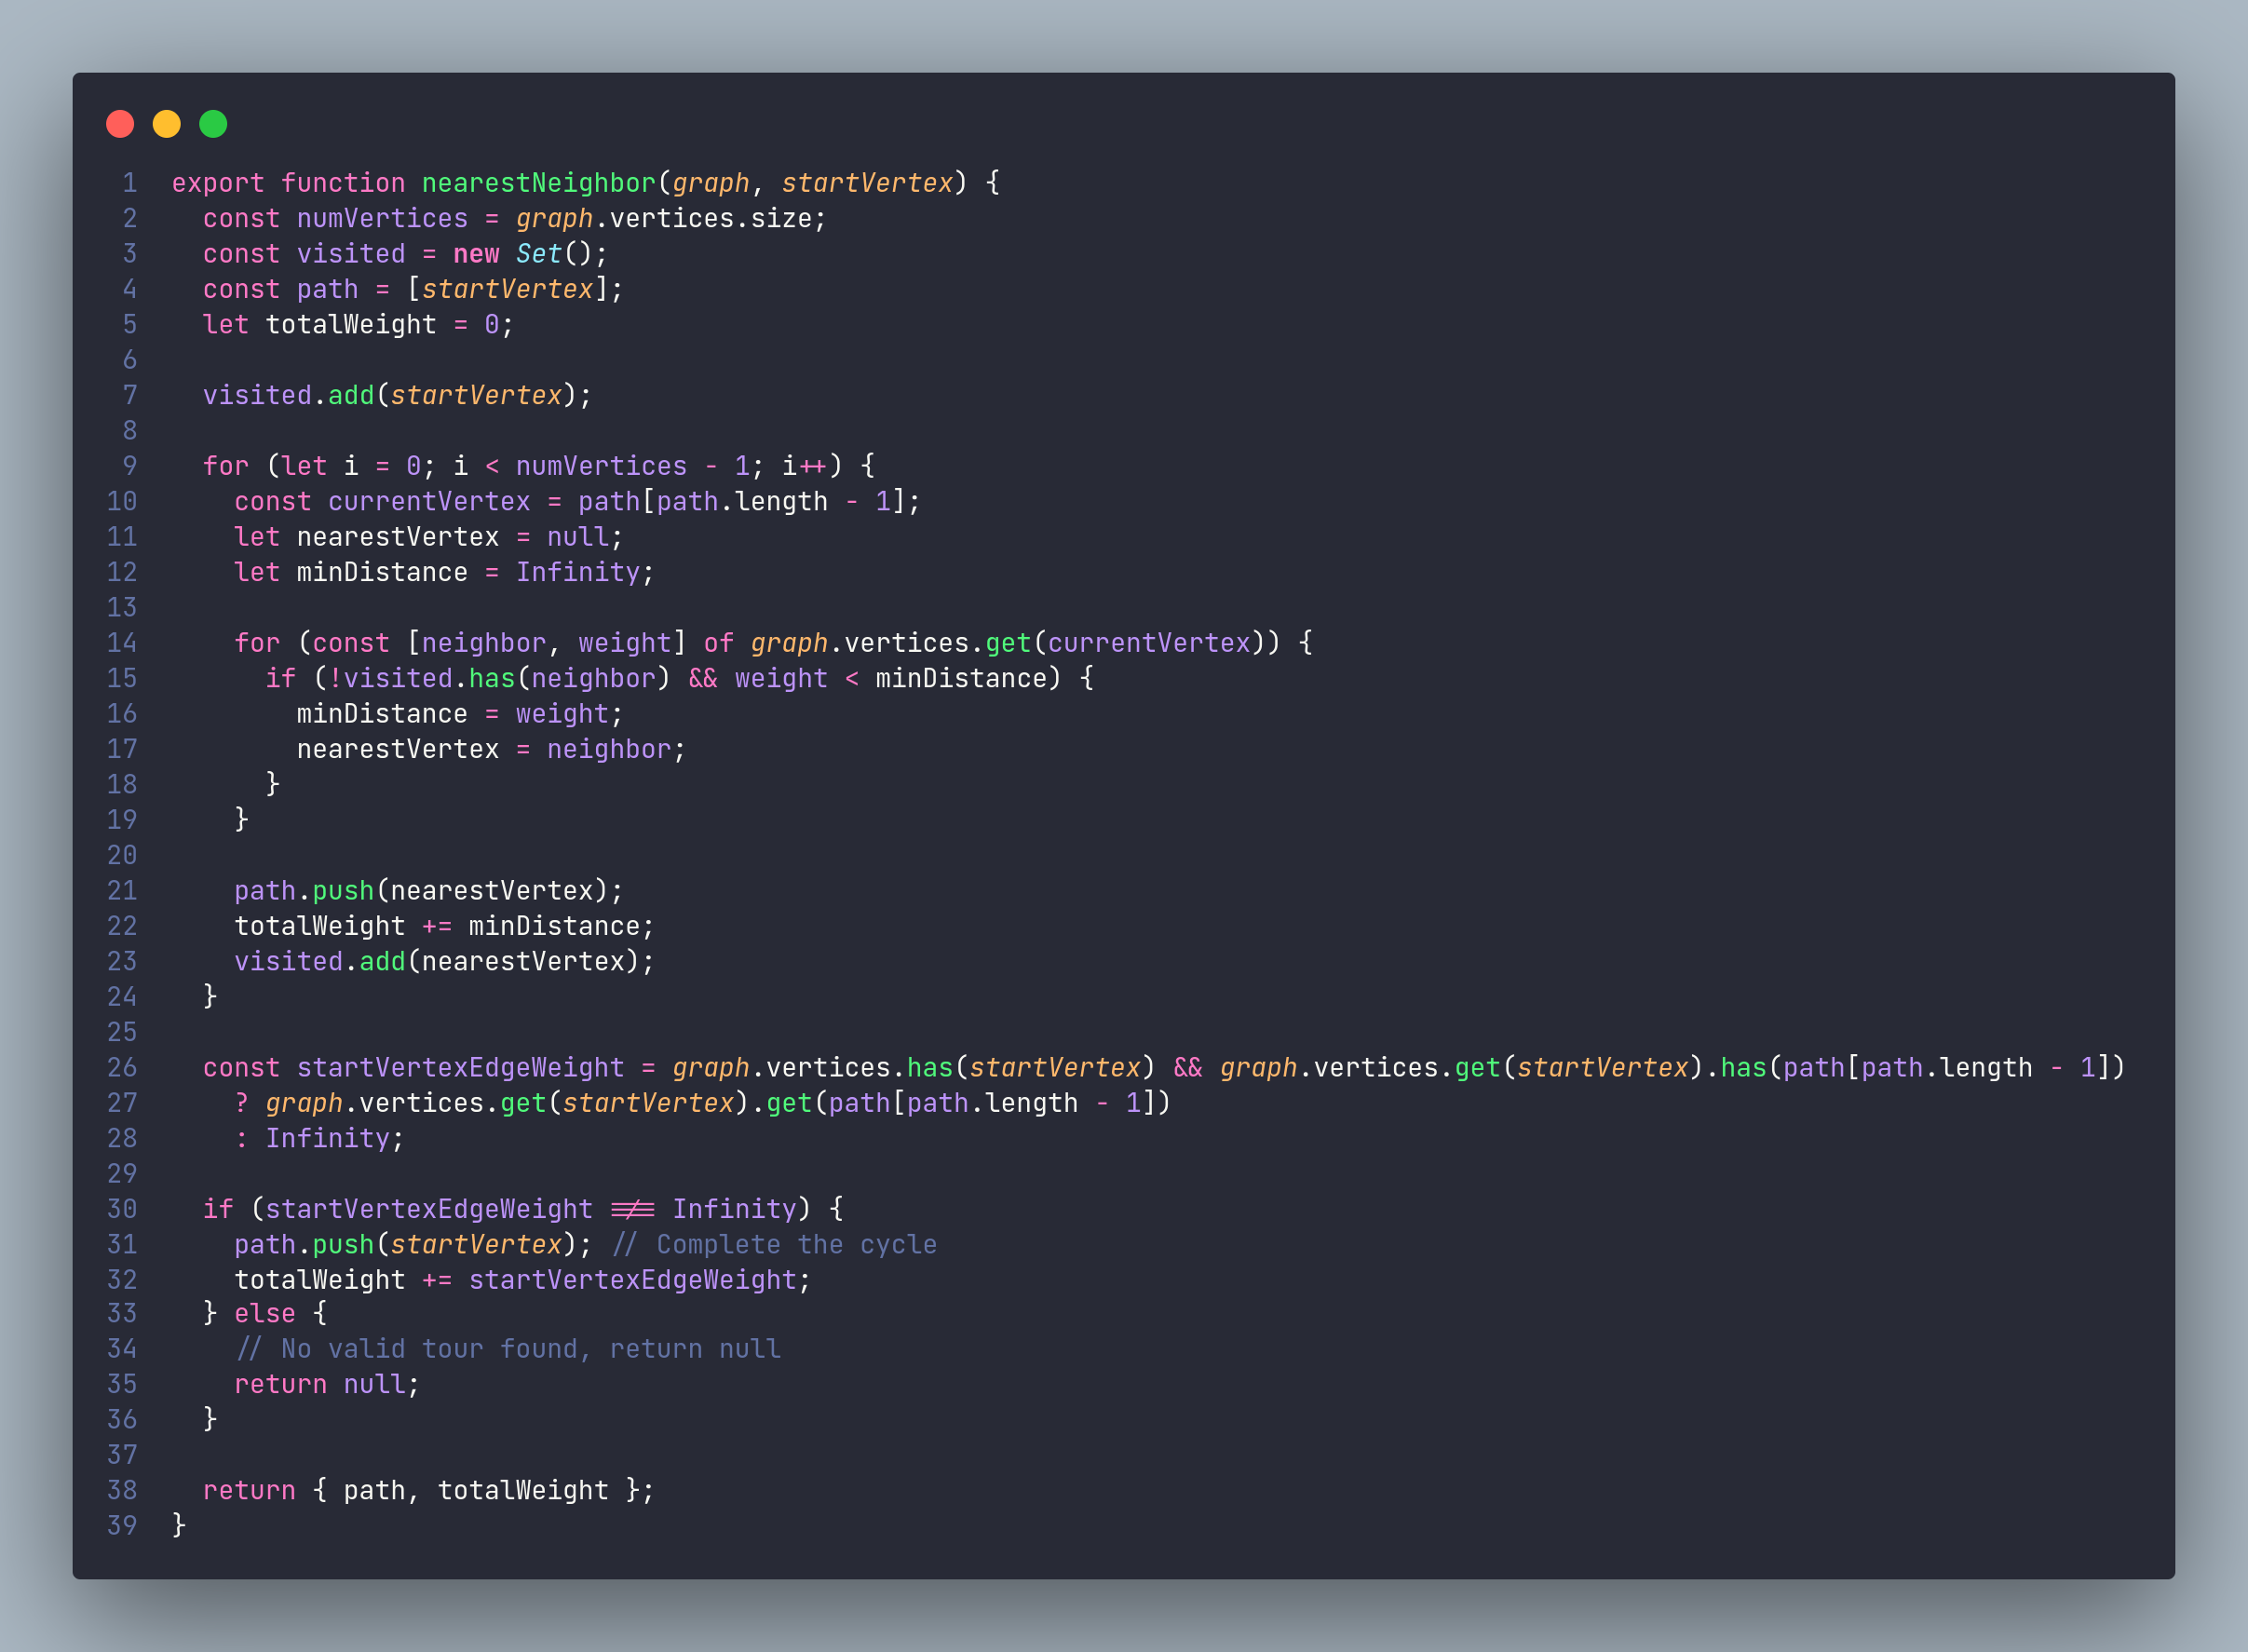 1 export function nearestNeighbor(graph, startVertex) {
2   const numVertices = graph.vertices.size;
3   const visited = new Set();
4   const path = [startVertex];
5   let totalWeight = 0;
6
7   visited.add(startVertex);
8
9   for (let i = 0; i < numVertices - 1; i++) {
10     const currentVertex = path[path.length - 1];
11     let nearestVertex = null;
12     let minDistance = Infinity;
13
14     for (const [neighbor, weight] of graph.vertices.get(currentVertex)) {
15       if (!visited.has(neighbor) && weight < minDistance) {
16         minDistance = weight;
17         nearestVertex = neighbor;
18       }
19     }
20
21     path.push(nearestVertex);
22     totalWeight += minDistance;
23     visited.add(nearestVertex);
24   }
25
26   const startVertexEdgeWeight = graph.vertices.has(startVertex) && graph.vertices.get(startVertex).has(path[path.length - 1])
27     ? graph.vertices.get(startVertex).get(path[path.length - 1])
28     : Infinity;
29
30   if (startVertexEdgeWeight !== Infinity) {
31     path.push(startVertex); // Complete the cycle
32     totalWeight += startVertexEdgeWeight;
33   } else {
34     // No valid tour found, return null
35     return null;
36   }
37
38   return { path, totalWeight };
39 }